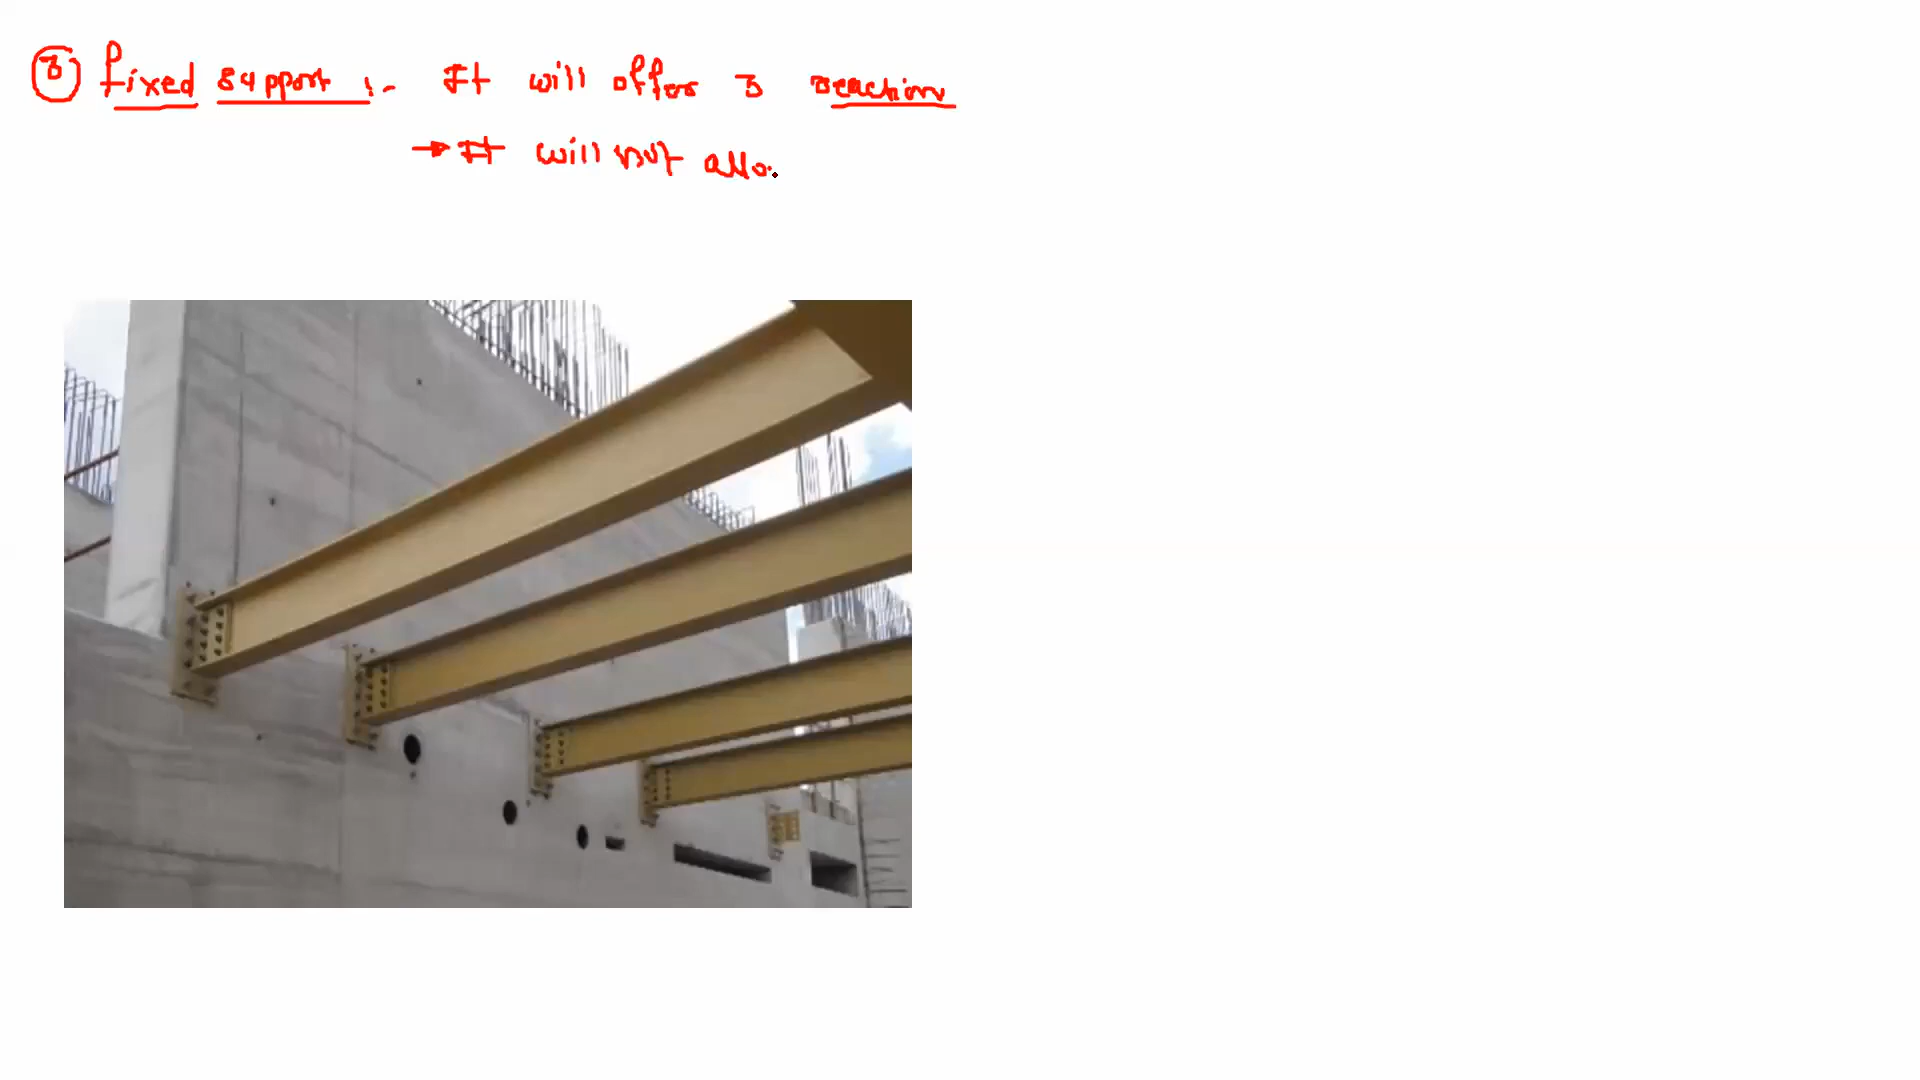 ③ fixed support :- It will offer 3 reaction
→ It will not allo